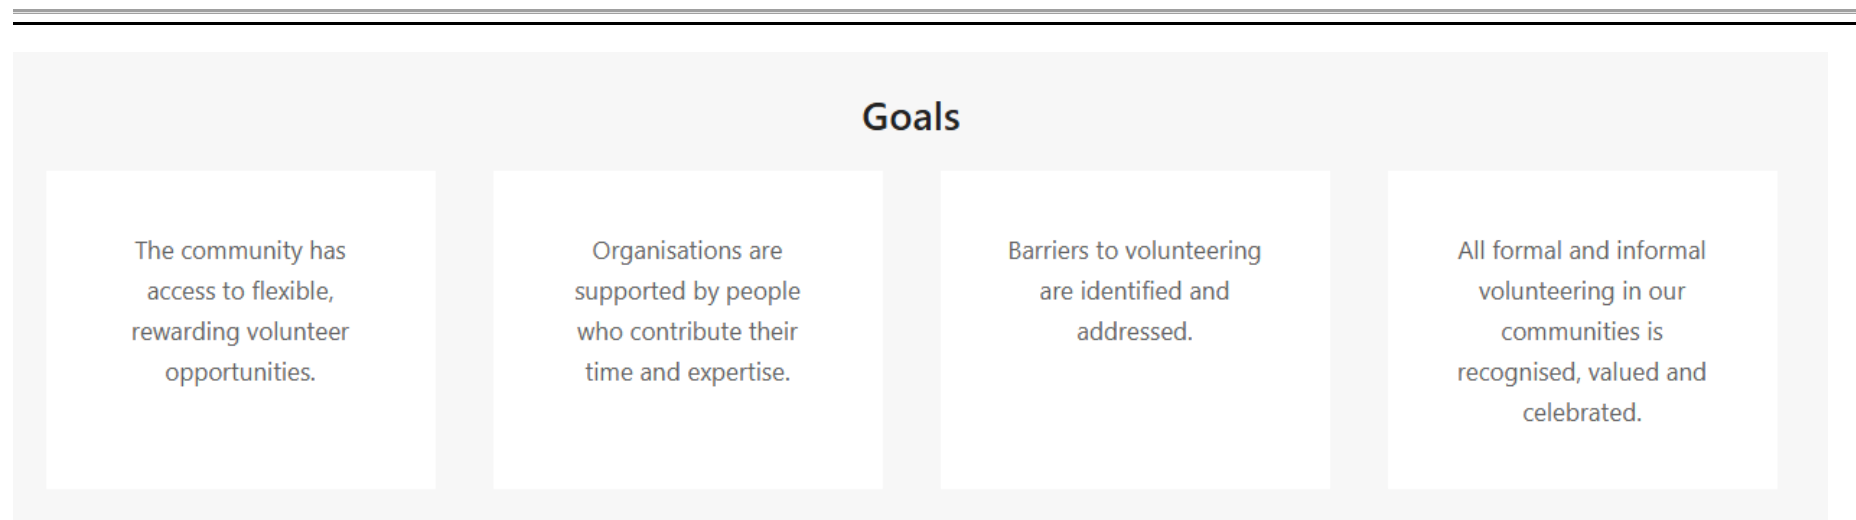 Goals
The community has
access to flexible,
rewarding volunteer
opportunities.
Organisations are
supported by people
who contribute their
time and expertise.
Barriers to volunteering
are identified and
addressed.
All formal and informal
volunteering in our
communities is
recognised, valued and
celebrated.